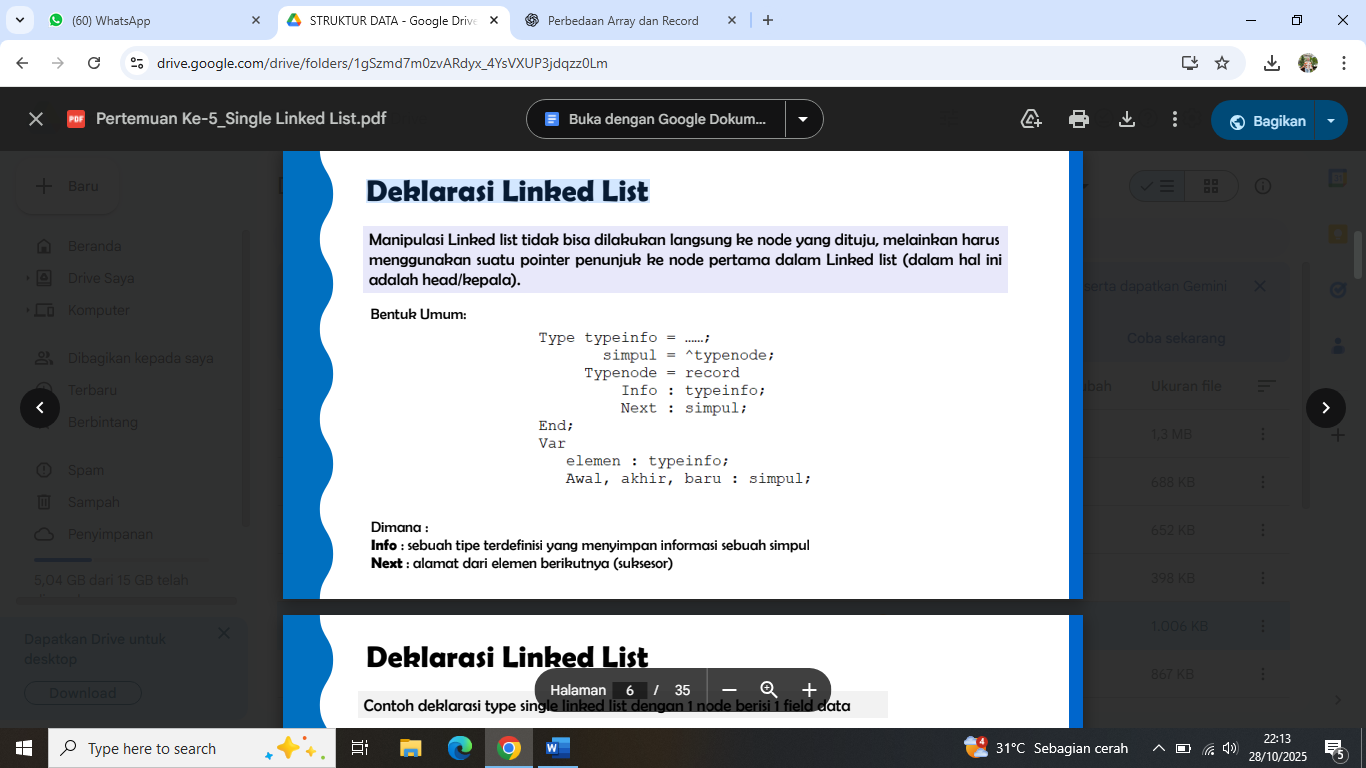 (60) WhatsApp
STRUKTUR DATA - Google Drive
Perbedaan Array dan Record
drive.google.com/drive/folders/1gSzmd7m0zvARdyx_4YsVXUP3jdqzz0Lm
PDF
Pertemuan Ke-5_Single Linked List.pdf
Buka dengan Google Dokum...
Bagikan
Baru
Beranda
Drive Saya
Komputer
Dibagikan kepada saya
Terbaru
Berbintang
Spam
Sampah
Penyimpanan
5,04 GB dari 15 GB telah
Dapatkan Drive untuk
desktop
Download
Deklarasi Linked List
Manipulasi Linked list tidak bisa dilakukan langsung ke node yang dituju, melainkan harus
menggunakan suatu pointer penunjuk ke node pertama dalam Linked list (dalam hal ini
adalah head/kepala).
Bentuk Umum:
Type typeinfo = ……;
simpul = ^typenode;
Typenode = record
Info : typeinfo;
Next : simpul;
End;
Var
elemen : typeinfo;
Awal, akhir, baru : simpul;
Dimana :
Info : sebuah tipe terdefinisi yang menyimpan informasi sebuah simpul
Next : alamat dari elemen berikutnya (suksesor)
Deklarasi Linked List
Contoh deklarasi type single linked list dengan 1 node berisi 1 field data
Halaman 6 / 35
serta dapatkan Gemini
Coba sekarang
ubah
Ukuran file
1,3 MB
688 KB
652 KB
398 KB
1.006 KB
867 KB
Type here to search
4
31°C Sebagian cerah
22:13
28/10/2025
5